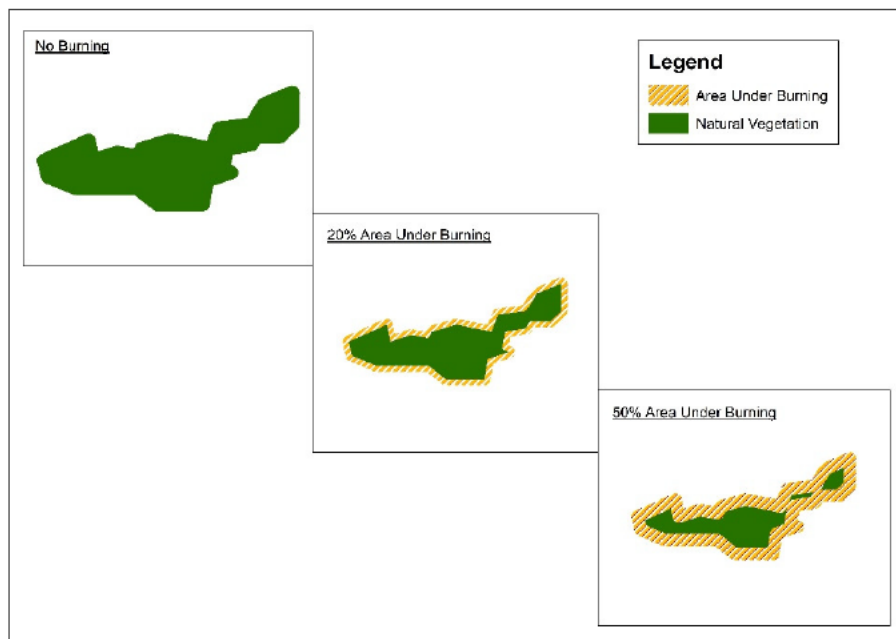 No Burning
Legend
Area Under Burning
Natural Vegetation
20% Area Under Burning
50% Area Under Burning